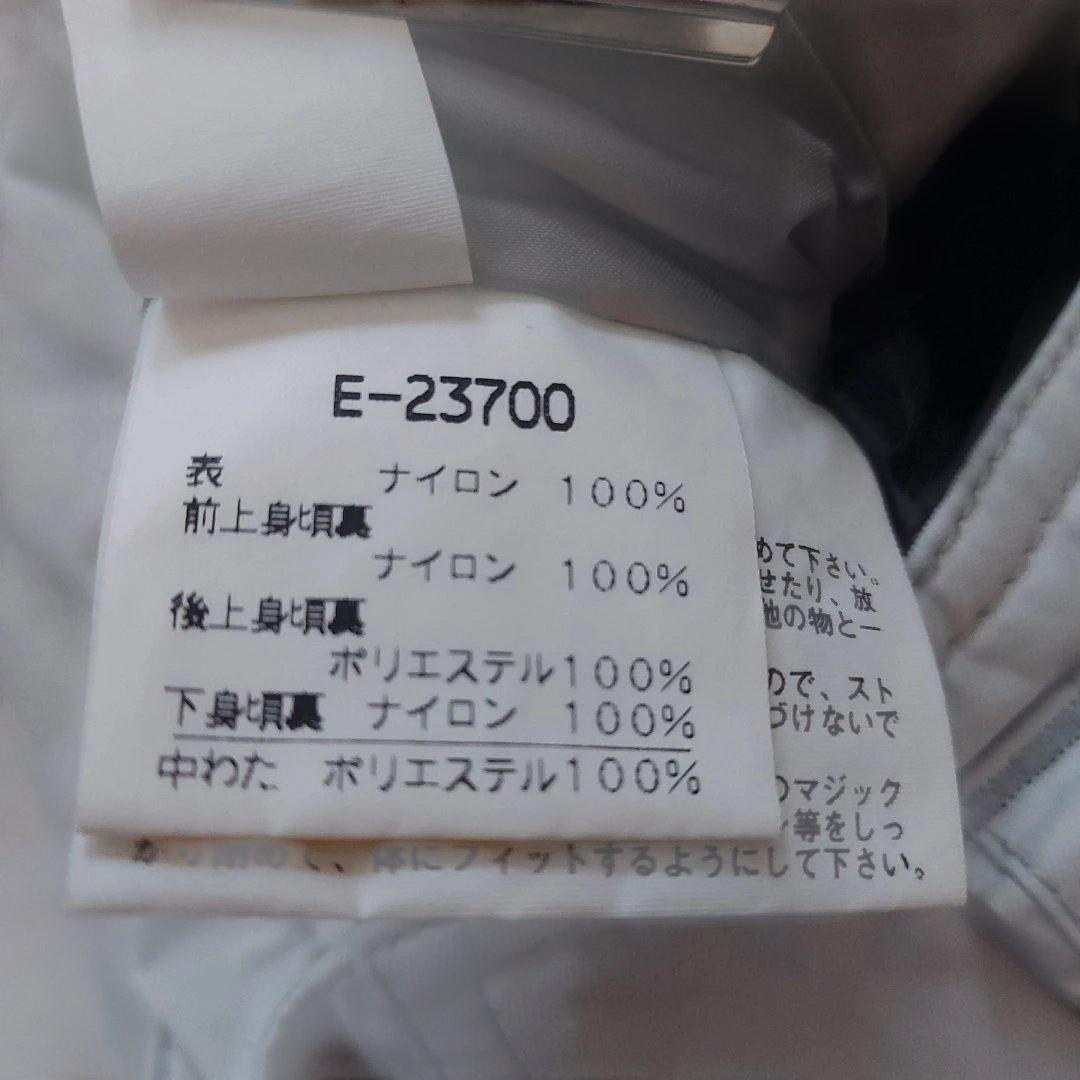 E-23700
表 ナイロン 100%
前上身頃裏
ナイロン 100%
後上身頃裏
ポリエステル100%
下身頃裏 ナイロン 100%
中わた ポリエステル100%
めて下さい。
せたり、放
他の物と一
ので、スト
づけないで
のマジック
等をしっ
かり閉めて、体にフィットするようにして下さい。